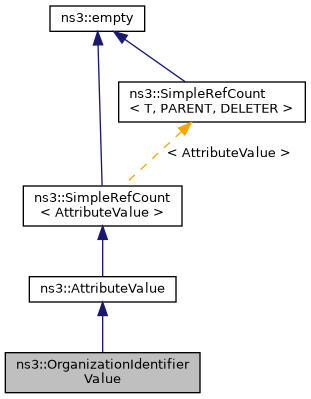 ns3::empty
ns3::SimpleRefCount
< T, PARENT, DELETER >
< AttributeValue >
ns3::SimpleRefCount
< AttributeValue >
ns3::AttributeValue
ns3::OrganizationIdentifier
Value